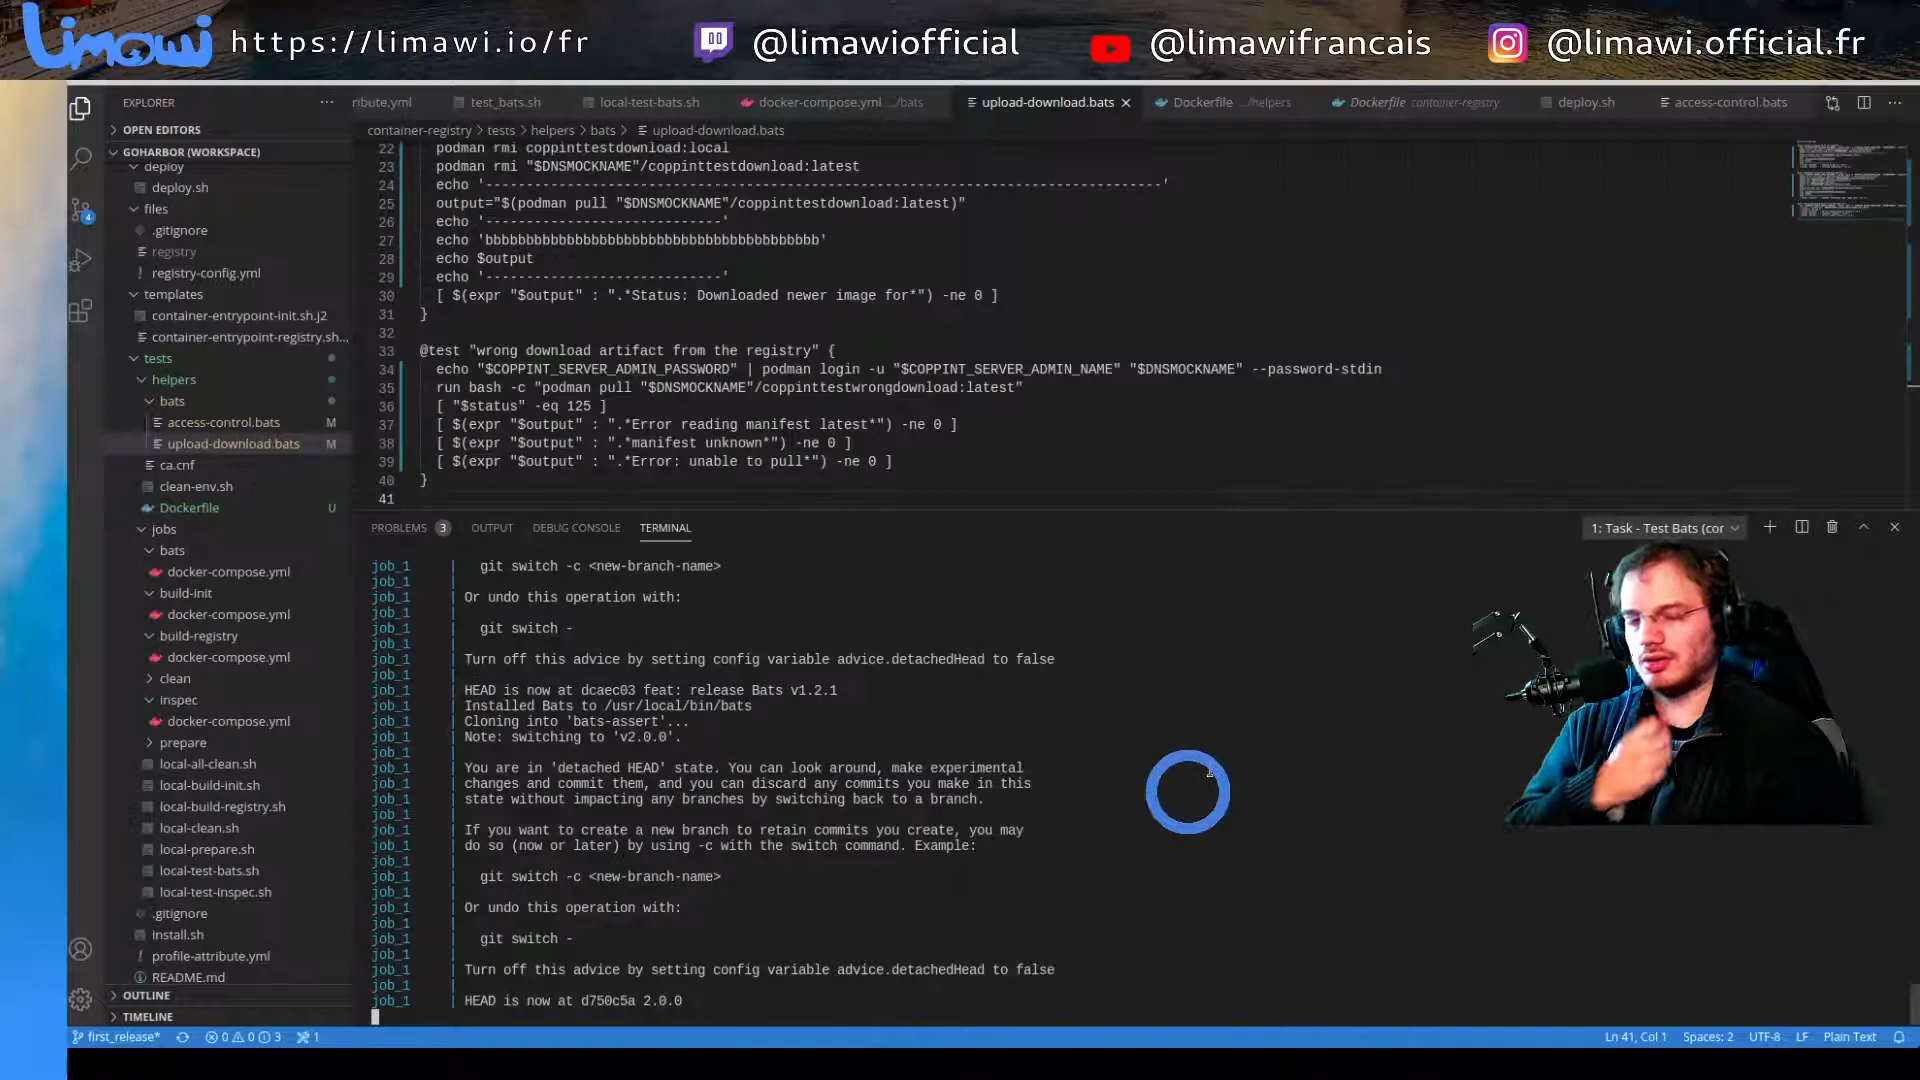 Limawi https://limawi.io/fr @limawiofficial @limawifrancais @limawi.official.fr
EXPLORER ···
OPEN EDITORS
GOHARBOR (WORKSPACE)
deploy
deploy.sh
files
.gitignore
registry
registry-config.yml
templates
container-entrypoint-init.sh.j2
container-entrypoint-registry.sh...
tests
helpers
bats
access-control.bats M
upload-download.bats M
ca.cnf
clean-env.sh
Dockerfile U
jobs
bats
docker-compose.yml
build-init
docker-compose.yml
build-registry
docker-compose.yml
clean
inspec
docker-compose.yml
prepare
local-all-clean.sh
local-build-init.sh
local-build-registry.sh
local-clean.sh
local-prepare.sh
local-test-bats.sh
local-test-inspec.sh
.gitignore
install.sh
profile-attribute.yml
README.md
OUTLINE
TIMELINE
4
ribute.yml test_bats.sh local-test-bats.sh docker-compose.yml .../bats upload-download.bats Dockerfile .../helpers Dockerfile container-registry deploy.sh access-control.bats
container-registry > tests > helpers > bats > upload-download.bats
22 podman rmi coppinttestdownload:local
23 podman rmi "$DNSMOCKNAME"/coppinttestdownload:latest
24 echo '----------------------------------------------------------------------------------'
25 output="$(podman pull "$DNSMOCKNAME"/coppinttestdownload:latest)"
26 echo '----------------------------'
27 echo 'bbbbbbbbbbbbbbbbbbbbbbbbbbbbbbbbbbbbbbbb'
28 echo $output
29 echo '----------------------------'
30 [ $(expr "$output" : ".*Status: Downloaded newer image for*") -ne 0 ]
31 }
32
33 @test "wrong download artifact from the registry" {
34 echo "$COPPINT_SERVER_ADMIN_PASSWORD" | podman login -u "$COPPINT_SERVER_ADMIN_NAME" "$DNSMOCKNAME" --password-stdin
35 run bash -c "podman pull "$DNSMOCKNAME"/coppinttestwrongdownload:latest"
36 [ "$status" -eq 125 ]
37 [ $(expr "$output" : ".*Error reading manifest latest*") -ne 0 ]
38 [ $(expr "$output" : ".*manifest unknown*") -ne 0 ]
39 [ $(expr "$output" : ".*Error: unable to pull*") -ne 0 ]
40 }
41
PROBLEMS 3 OUTPUT DEBUG CONSOLE TERMINAL 1: Task - Test Bats (cor
job_1 | git switch -c <new-branch-name>
job_1 |
job_1 | Or undo this operation with:
job_1 |
job_1 | git switch -
job_1 |
job_1 | Turn off this advice by setting config variable advice.detachedHead to false
job_1 |
job_1 | HEAD is now at dcaec03 feat: release Bats v1.2.1
job_1 | Installed Bats to /usr/local/bin/bats
job_1 | Cloning into 'bats-assert'...
job_1 | Note: switching to 'v2.0.0'.
job_1 |
job_1 | You are in 'detached HEAD' state. You can look around, make experimental
job_1 | changes and commit them, and you can discard any commits you make in this
job_1 | state without impacting any branches by switching back to a branch.
job_1 |
job_1 | If you want to create a new branch to retain commits you create, you may
job_1 | do so (now or later) by using -c with the switch command. Example:
job_1 |
job_1 | git switch -c <new-branch-name>
job_1 |
job_1 | Or undo this operation with:
job_1 |
job_1 | git switch -
job_1 |
job_1 | Turn off this advice by setting config variable advice.detachedHead to false
job_1 |
job_1 | HEAD is now at d750c5a 2.0.0
first_release* 0 0 3 1 Ln 41, Col 1 Spaces: 2 UTF-8 LF Plain Text